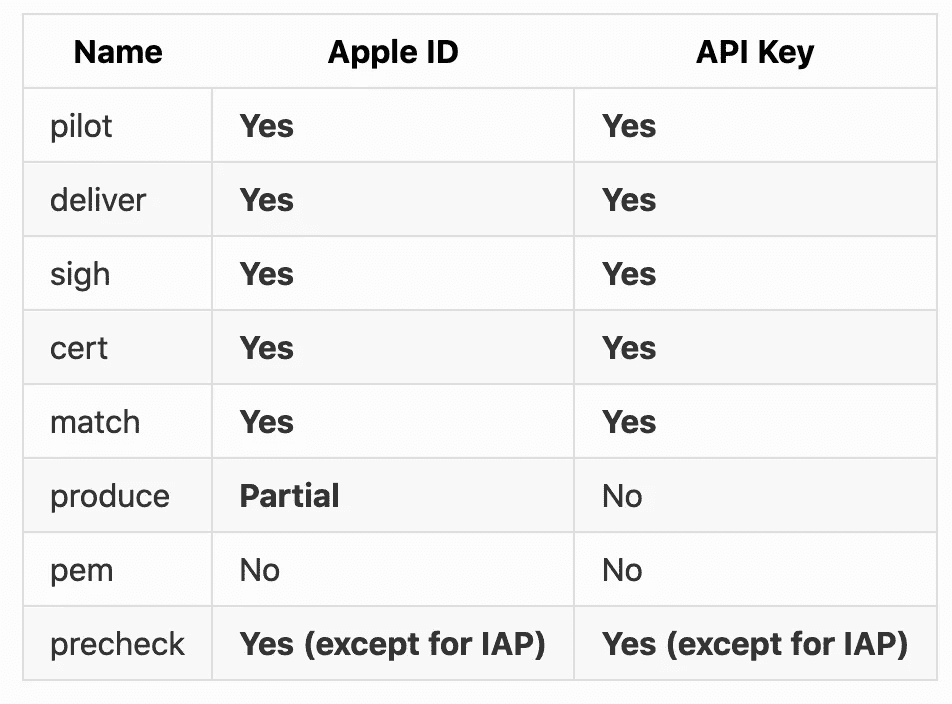 Name Apple ID API Key
pilot Yes Yes
deliver Yes Yes
sigh Yes Yes
cert Yes Yes
match Yes Yes
produce Partial No
pem No No
precheck Yes (except for IAP) Yes (except for IAP)